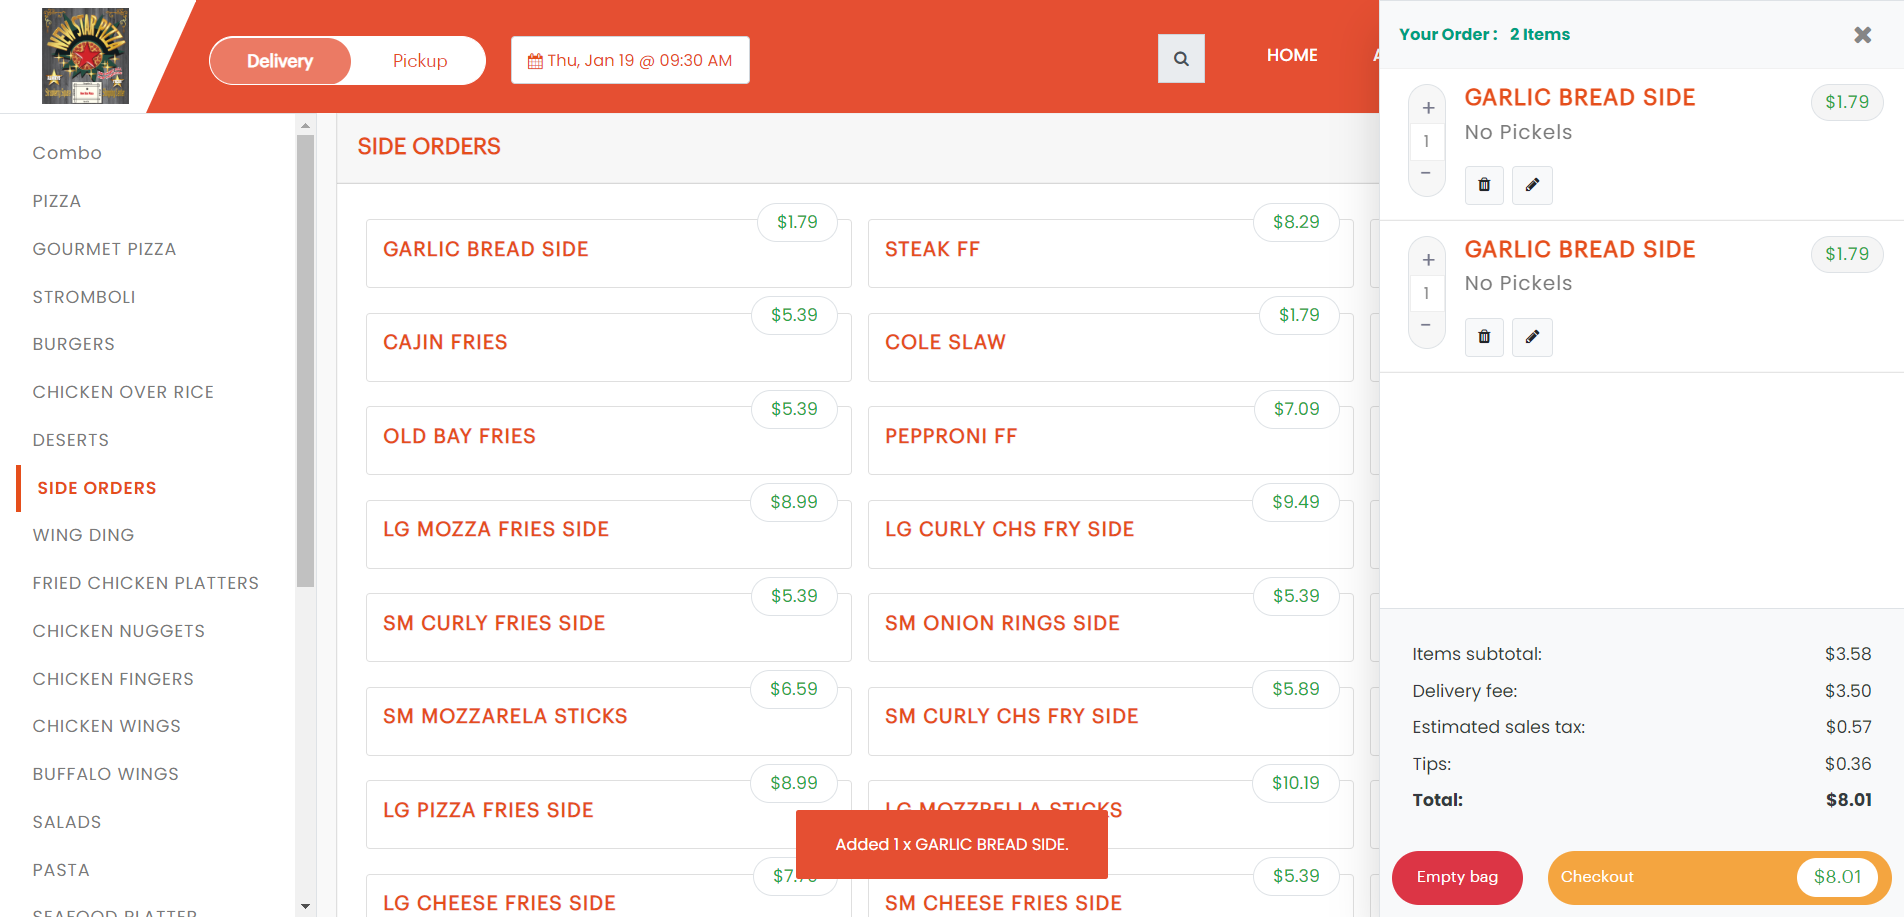 NEW STAR PIZZA
Delivery
Pickup
Thu, Jan 19 @ 09:30 AM
HOME
Combo
PIZZA
GOURMET PIZZA
STROMBOLI
BURGERS
CHICKEN OVER RICE
DESERTS
SIDE ORDERS
WING DING
FRIED CHICKEN PLATTERS
CHICKEN NUGGETS
CHICKEN FINGERS
CHICKEN WINGS
BUFFALO WINGS
SALADS
PASTA
SEAFOOD PLATTER
SIDE ORDERS
$1.79
GARLIC BREAD SIDE
$8.29
STEAK FF
$5.39
CAJIN FRIES
$1.79
COLE SLAW
$5.39
OLD BAY FRIES
$7.09
PEPPRONI FF
$8.99
LG MOZZA FRIES SIDE
$9.49
LG CURLY CHS FRY SIDE
$5.39
SM CURLY FRIES SIDE
$5.39
SM ONION RINGS SIDE
$6.59
SM MOZZARELA STICKS
$5.89
SM CURLY CHS FRY SIDE
$8.99
LG PIZZA FRIES SIDE
$10.19
LG MOZZRELLA STICKS
LG CHEESE FRIES SIDE
$5.39
SM CHEESE FRIES SIDE
Added 1 x GARLIC BREAD SIDE.
Your Order : 2 Items
+
1
-
GARLIC BREAD SIDE
$1.79
No Pickels
+
1
-
GARLIC BREAD SIDE
$1.79
No Pickels
Items subtotal: $3.58
Delivery fee: $3.50
Estimated sales tax: $0.57
Tips: $0.36
Total: $8.01
Empty bag
Checkout $8.01